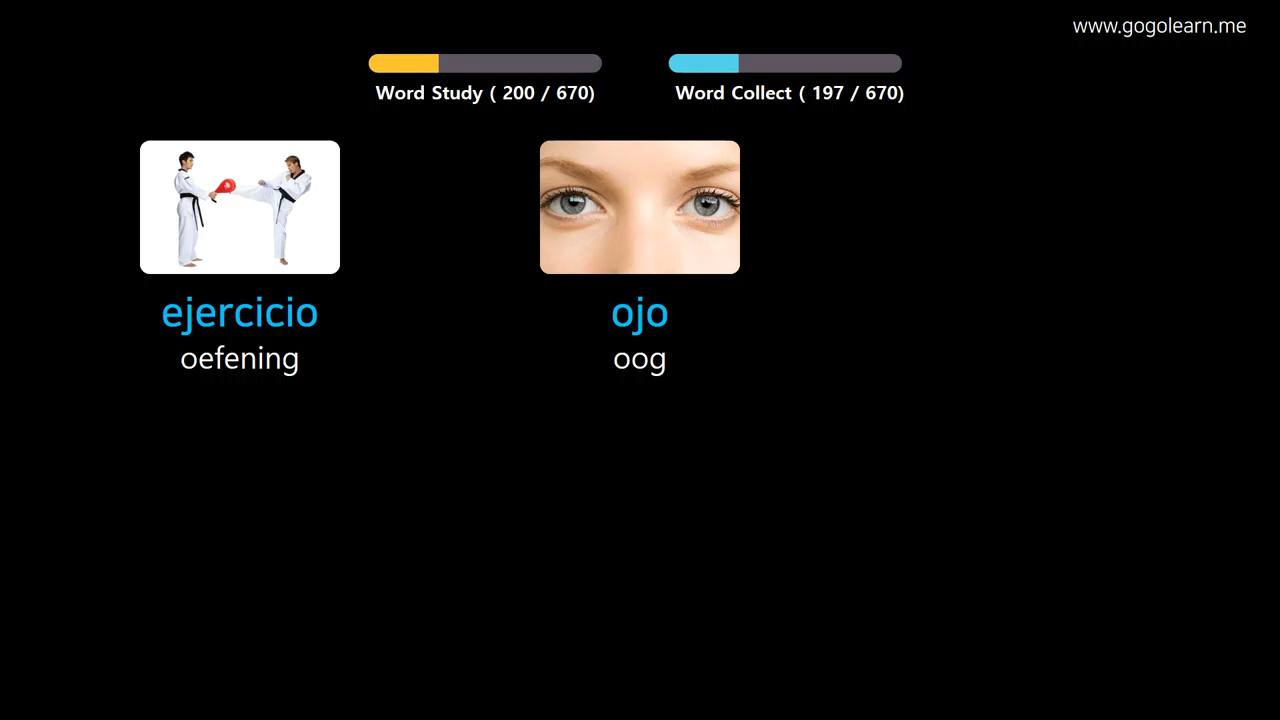 www.gogolearn.me
Word Study ( 200 / 670)
Word Collect ( 197 / 670)
ejercicio
oefening
ojo
oog